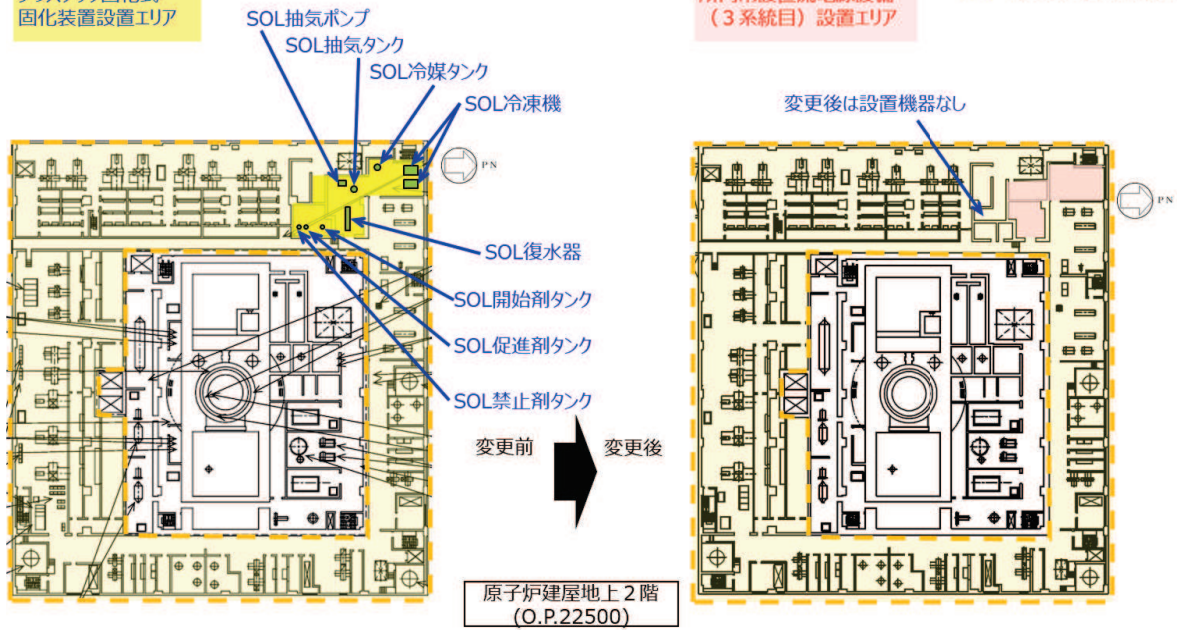 固化装置設置エリア
（３系統目）設置エリア
SOL抽気ポンプ
SOL抽気タンク
SOL冷媒タンク
SOL冷凍機
変更後は設置機器なし
PN
PN
SOL復水器
SOL開始剤タンク
SOL促進剤タンク
SOL禁止剤タンク
変更前
変更後
原子炉建屋地上２階
(O.P.22500)